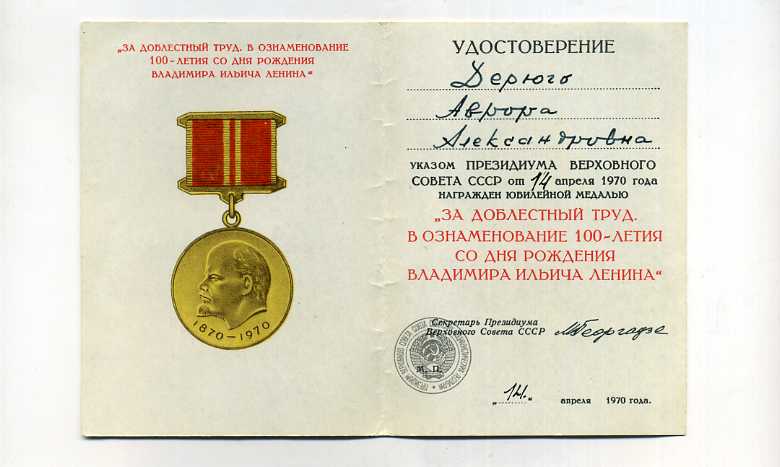 „ЗА ДОБЛЕСТНЫЙ ТРУД. В ОЗНАМЕНОВАНИЕ
100-ЛЕТИЯ СО ДНЯ РОЖДЕНИЯ
ВЛАДИМИРА ИЛЬИЧА ЛЕНИНА“
1870–1970
УДОСТОВЕРЕНИЕ
Дерюго
Аврора
Александровна
УКАЗОМ ПРЕЗИДИУМА ВЕРХОВНОГО
СОВЕТА СССР от 14 апреля 1970 года
НАГРАЖДЕН ЮБИЛЕЙНОЙ МЕДАЛЬЮ
„ЗА ДОБЛЕСТНЫЙ ТРУД.
В ОЗНАМЕНОВАНИЕ 100-ЛЕТИЯ
СО ДНЯ РОЖДЕНИЯ
ВЛАДИМИРА ИЛЬИЧА ЛЕНИНА“
Секретарь Президиума
Верховного Совета СССР МГеоргадзе
М. П.
„14.“ апреля 1970 года.